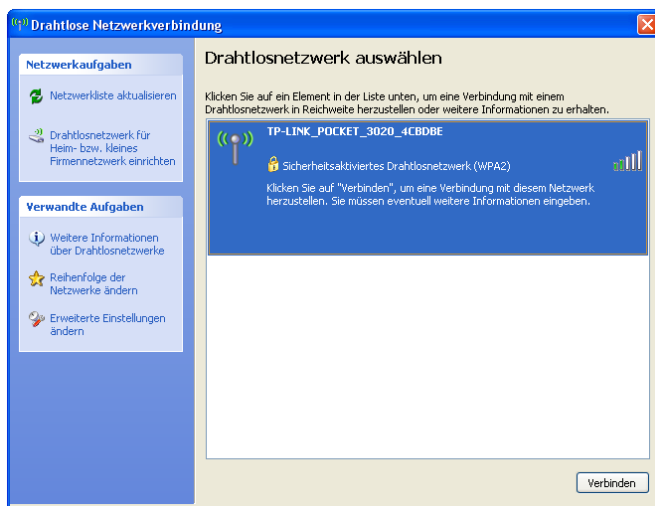 Drahtlose Netzwerkverbindung
Netzwerkaufgaben
Netzwerkliste aktualisieren
Drahtlosnetzwerk für
Heim- bzw. kleines
Firmennetzwerk einrichten
Verwandte Aufgaben
Weitere Informationen
über Drahtlosnetzwerke
Reihenfolge der
Netzwerke ändern
Erweiterte Einstellungen
ändern
Drahtlosnetzwerk auswählen
Klicken Sie auf ein Element in der Liste unten, um eine Verbindung mit einem
Drahtlosnetzwerk in Reichweite herzustellen oder weitere Informationen zu erhalten.
TP-LINK_POCKET_3020_4CBDBE
Sicherheitsaktiviertes Drahtlosnetzwerk (WPA2)
Klicken Sie auf "Verbinden", um eine Verbindung mit diesem Netzwerk
herzustellen. Sie müssen eventuell weitere Informationen eingeben.
Verbinden